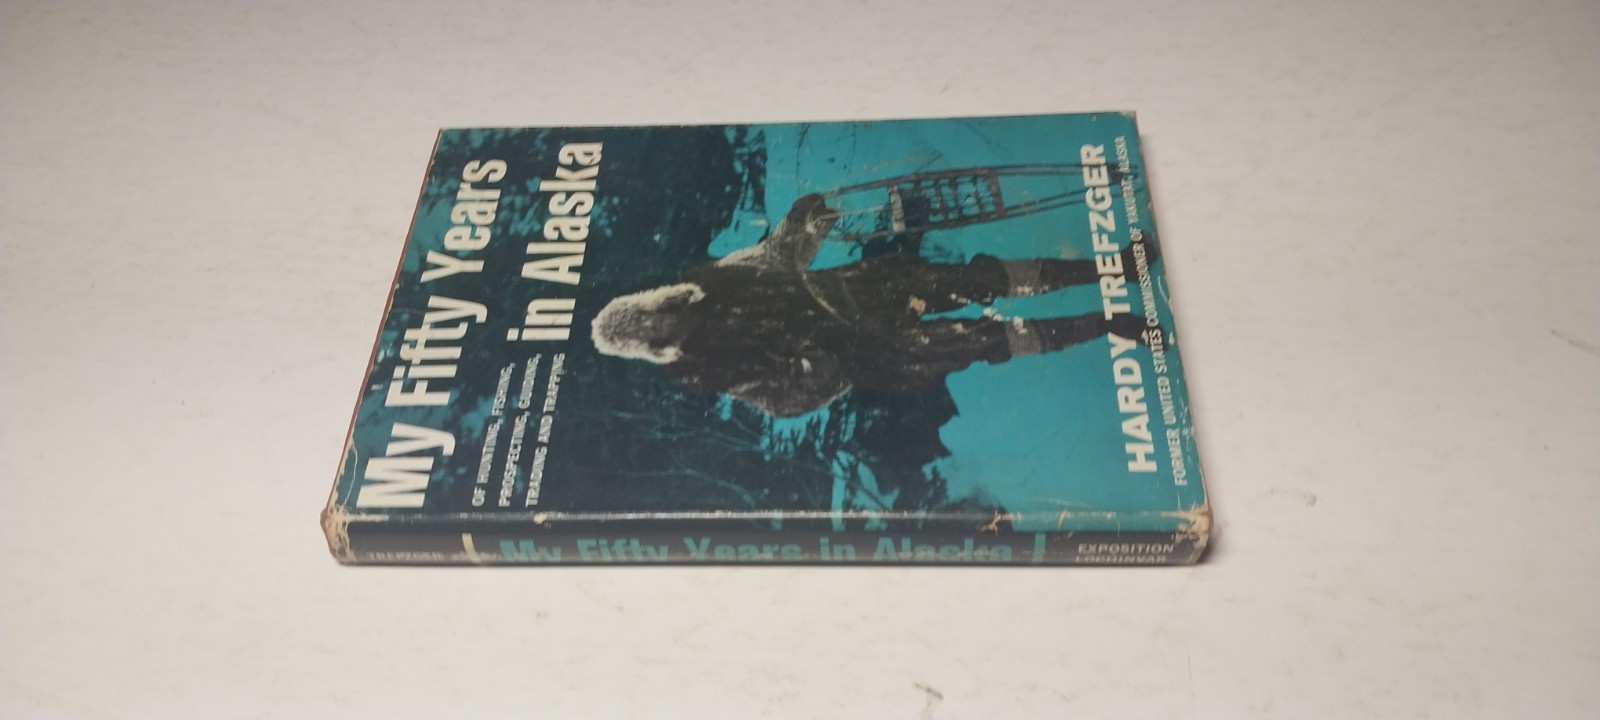 My Fifty Years
in Alaska
OF HUNTING, FISHING,
PROSPECTING, GUIDING,
TRADING AND TRAPPING
HARDY TREFZGER
FORMER UNITED STATES COMMISSIONER OF YAKUTAT, ALASKA
TREFZGER
My Fifty Years in Alaska
EXPOSITION
LOCHINVAR